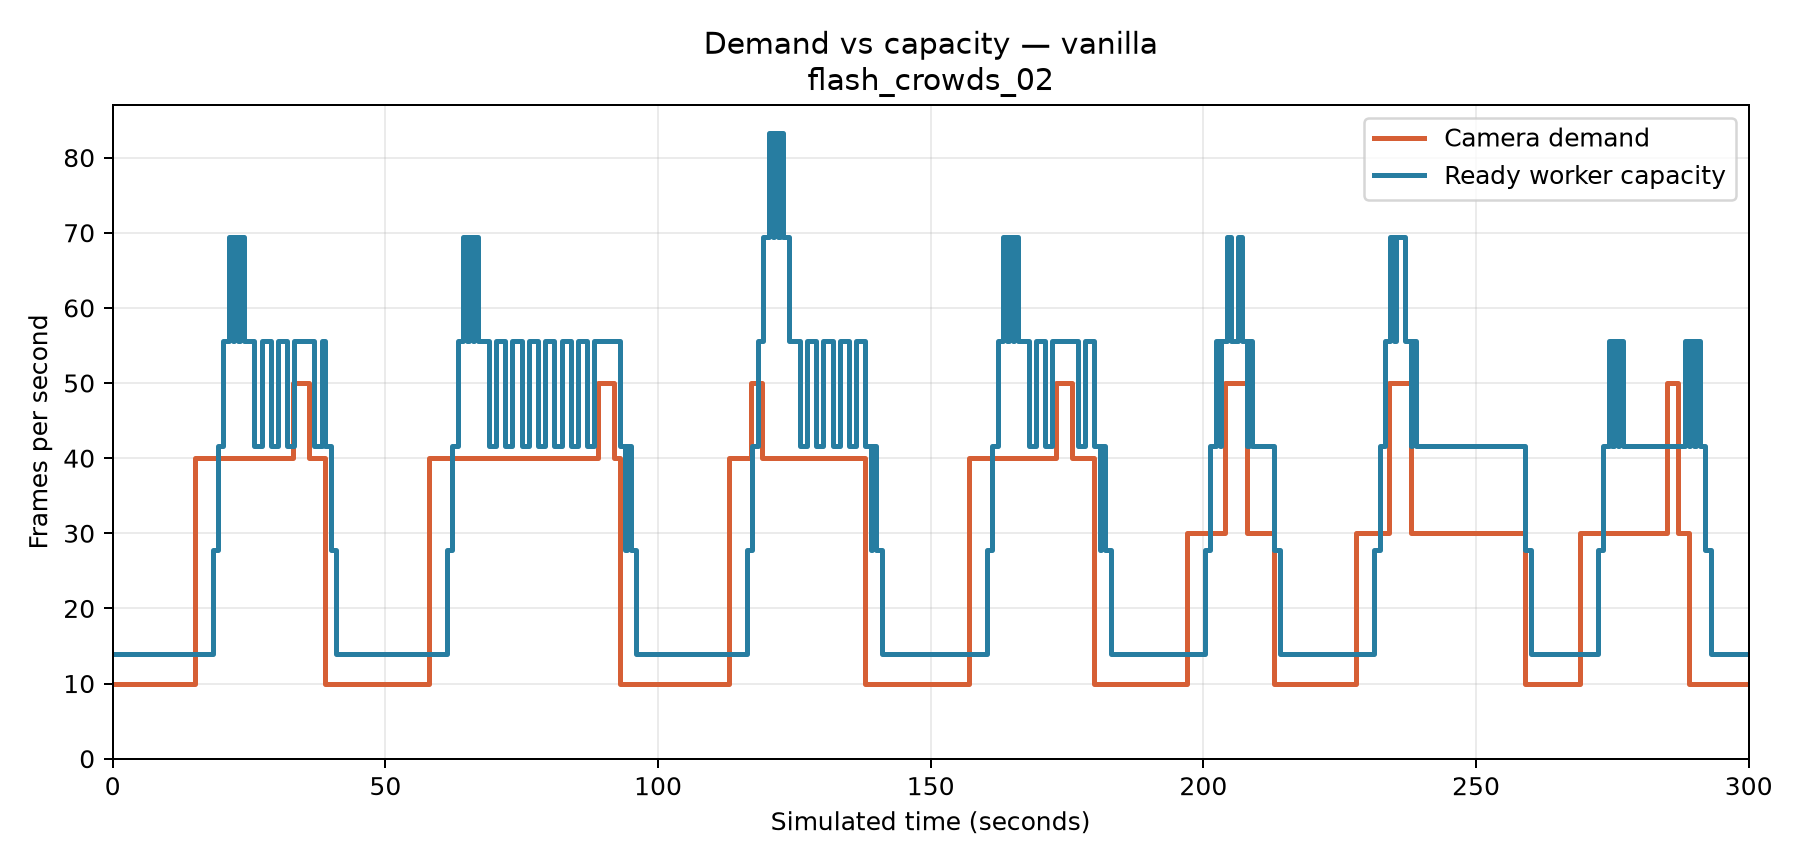 Demand vs capacity — vanilla
flash_crowds_02
Camera demand
Ready worker capacity
Frames per second
80
70
60
50
40
30
20
10
0
0 50 100 150 200 250 300
Simulated time (seconds)